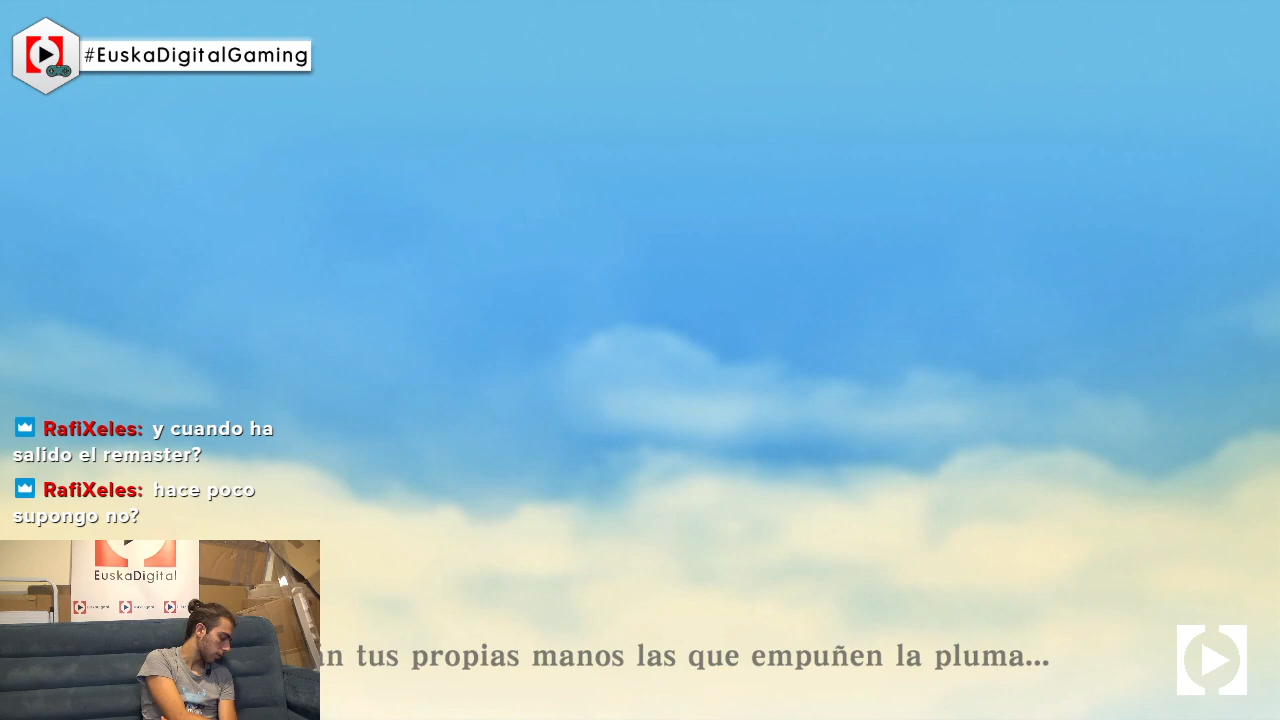 #EuskaDigitalGaming
RafiXeles: y cuando ha
salido el remaster?
RafiXeles: hace poco
supongo no?
EuskaDigital
tus propias manos las que empuñen la pluma...